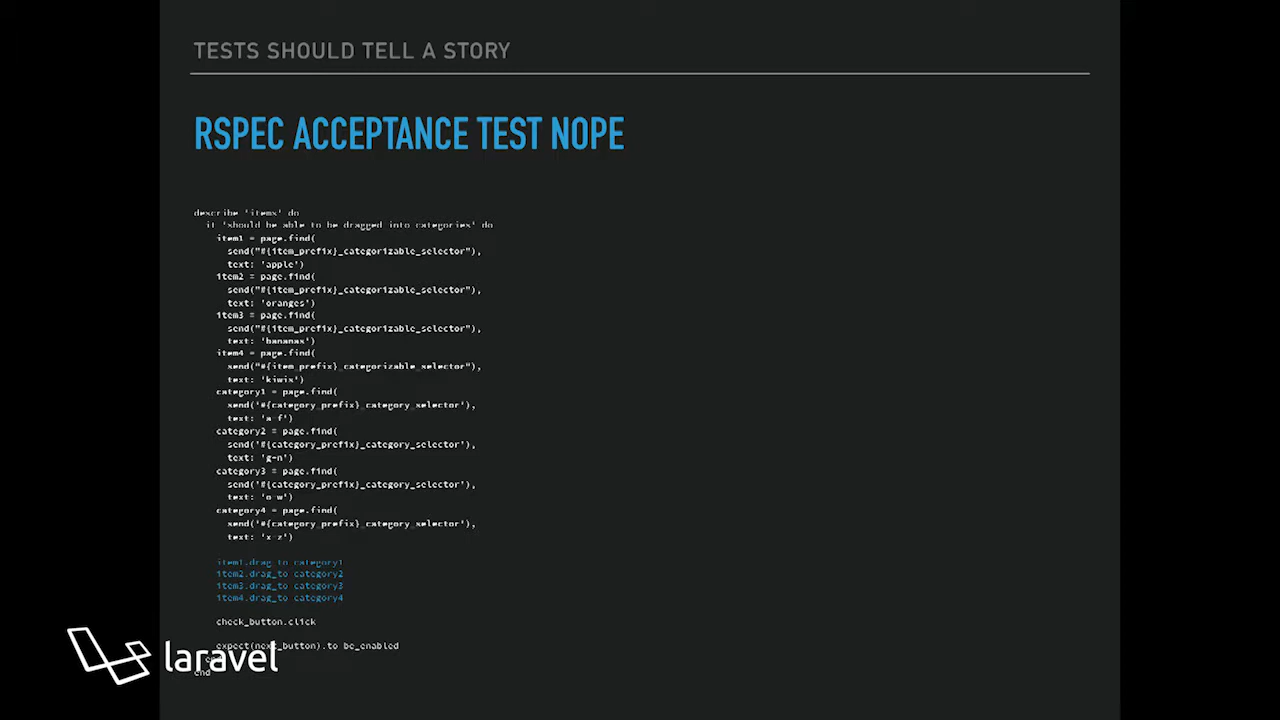 TESTS SHOULD TELL A STORY
RSPEC ACCEPTANCE TEST NOPE
describe 'items' do
it 'should be able to be dragged into categories' do
item1 = page.find(
send("#{item_prefix}_categorizable_selector"),
text: 'apple')
item2 = page.find(
send("#{item_prefix}_categorizable_selector"),
text: 'oranges')
item3 = page.find(
send("#{item_prefix}_categorizable_selector"),
text: 'bananas')
item4 = page.find(
send("#{item_prefix}_categorizable_selector"),
text: 'kiwis')
category1 = page.find(
send('#{category_prefix}_category_selector'),
text: 'a-f')
category2 = page.find(
send('#{category_prefix}_category_selector'),
text: 'g-n')
category3 = page.find(
send('#{category_prefix}_category_selector'),
text: 'o-w')
category4 = page.find(
send('#{category_prefix}_category_selector'),
text: 'x-z')
item1.drag_to category1
item2.drag_to category2
item3.drag_to category3
item4.drag_to category4
check_button.click
expect(next_button).to be_enabled
end
laravel